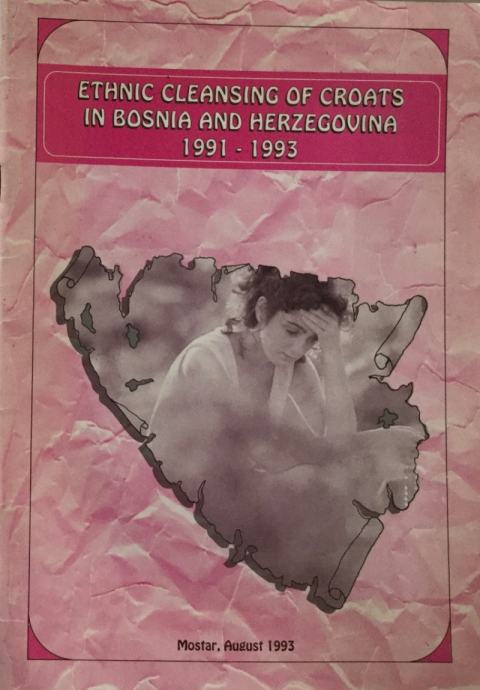 ETHNIC CLEANSING OF CROATS
IN BOSNIA AND HERZEGOVINA
1991 - 1993
Mostar, August 1993